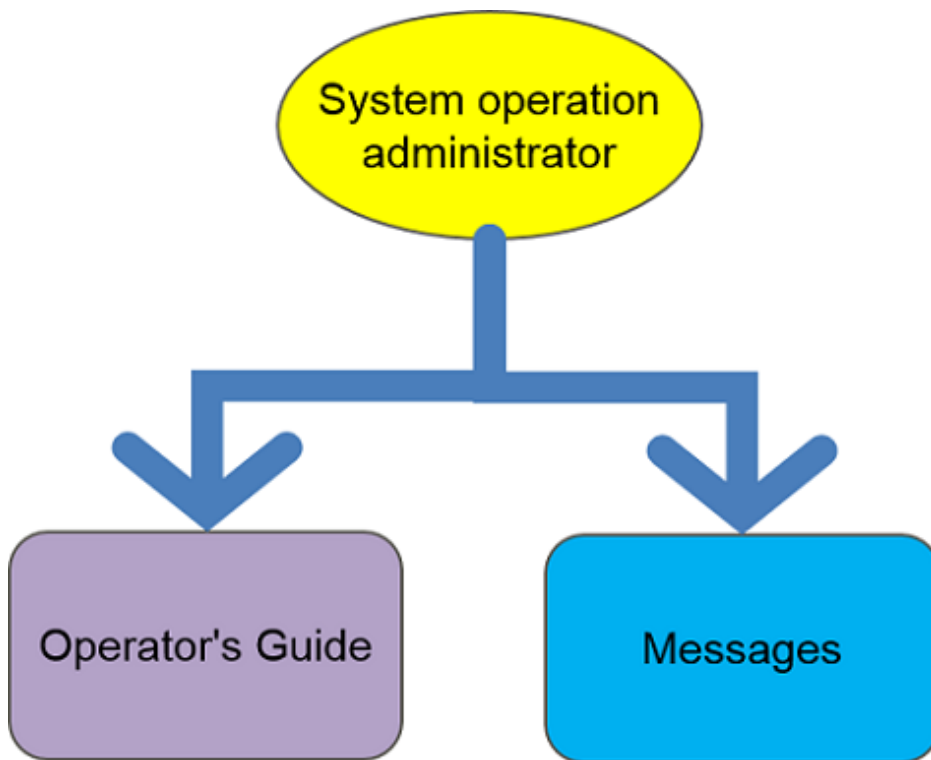 System operation
administrator
Operator's Guide
Messages